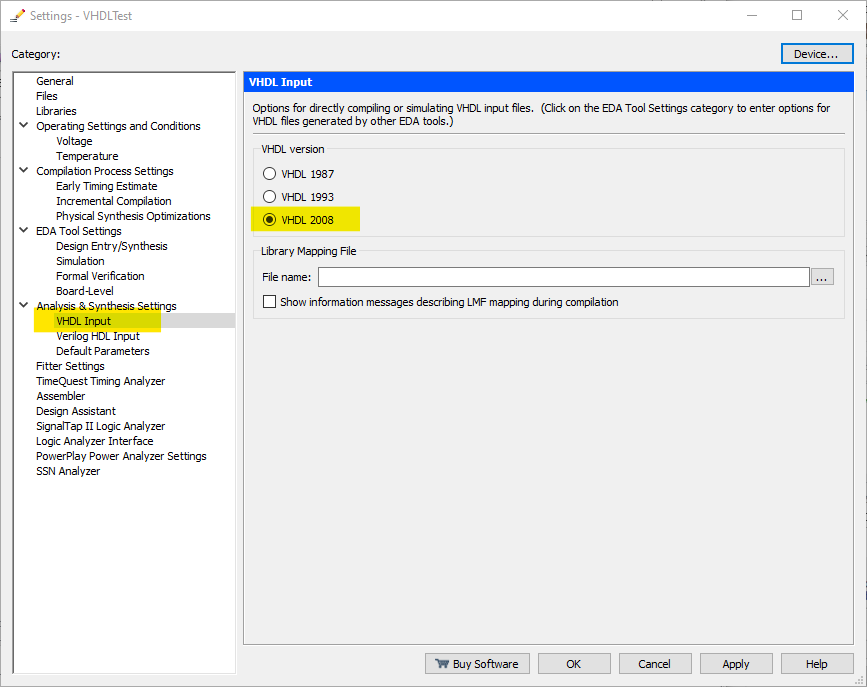 Settings - VHDLTest
Category:
Device...
General
Files
Libraries
Operating Settings and Conditions
Voltage
Temperature
Compilation Process Settings
Early Timing Estimate
Incremental Compilation
Physical Synthesis Optimizations
EDA Tool Settings
Design Entry/Synthesis
Simulation
Formal Verification
Board-Level
Analysis & Synthesis Settings
VHDL Input
Verilog HDL Input
Default Parameters
Fitter Settings
TimeQuest Timing Analyzer
Assembler
Design Assistant
SignalTap II Logic Analyzer
Logic Analyzer Interface
PowerPlay Power Analyzer Settings
SSN Analyzer
VHDL Input
Options for directly compiling or simulating VHDL input files.  (Click on the EDA Tool Settings category to enter options for
VHDL files generated by other EDA tools.)
VHDL version
VHDL 1987
VHDL 1993
VHDL 2008
Library Mapping File
File name:
...
Show information messages describing LMF mapping during compilation
Buy Software
OK
Cancel
Apply
Help